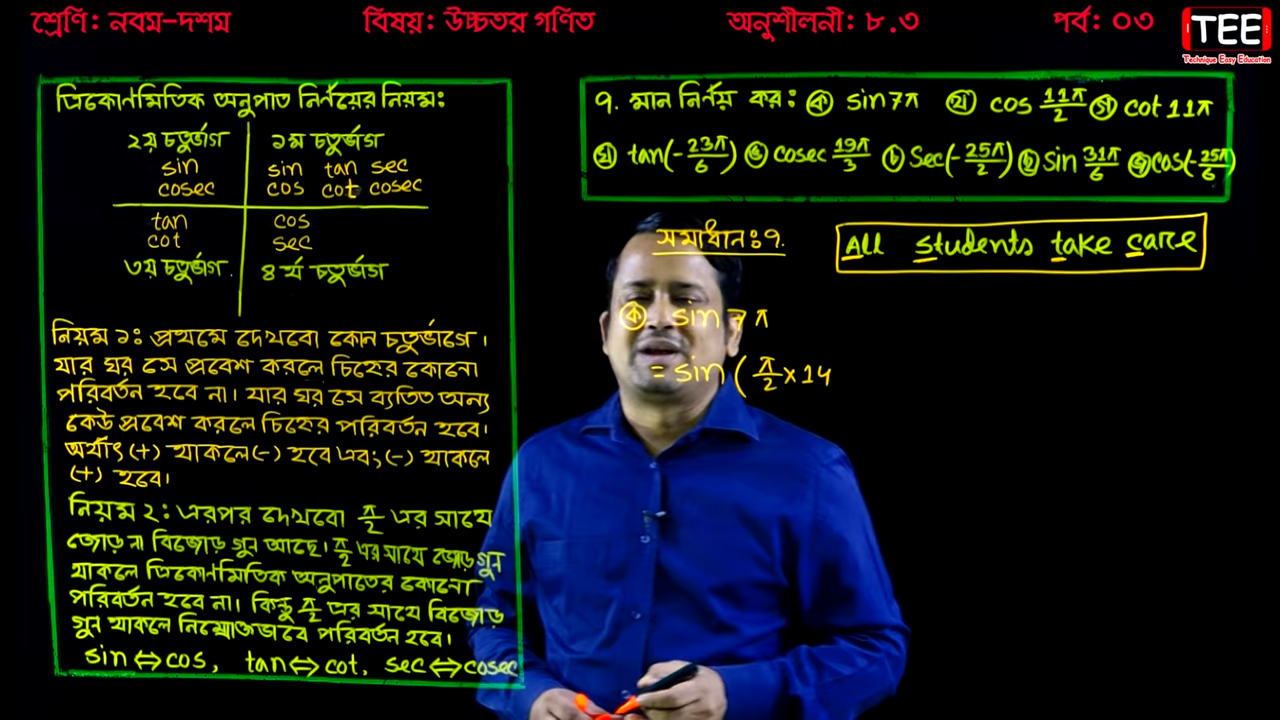 শ্রেণি: নবম-দশম বিষয়: উচ্চতর গণিত অনুশীলনী: ৮.৩ পর্ব: ০৩
TEE
Technique Easy Education
ত্রিকোণমিতিক অনুপাত নির্ণয়ের নিয়ম:
২য় চতুর্ভাগ ১ম চতুর্ভাগ
sin sin tan sec
cosec cos cot cosec
tan cos
cot sec
৩য় চতুর্ভাগ. ৪র্থ চতুর্ভাগ
নিয়ম ১: প্রথমে দেখবো কোন চতুর্ভাগে।
যার ঘর সে প্রবেশ করলে চিহ্নের কোনো
পরিবর্তন হবে না। যার ঘর সে ব্যতিত অন্য
কেউ প্রবেশ করলে চিহ্নের পরিবর্তন হবে।
অর্থাৎ (+) থাকলে (-) হবে এবং (-) থাকলে
(+) হবে।
নিয়ম ২: এরপর দেখবো π/2 এর সাথে
জোড় না বিজোড় গুন আছে। π/2 এর সাথে জোড় গুন
থাকলে ত্রিকোণমিতিক অনুপাতের কোনো
পরিবর্তন হবে না। কিন্তু π/2 এর সাথে বিজোড়
গুন থাকলে নিম্মোক্তভাবে পরিবর্তন হবে।
sin⇔cos, tan⇔cot, sec⇔cosec
৭. মান নির্ণয় কর: ক sin 7π খ cos 11π/2 গ cot 11π
ঘ tan(-23π/6) ঙ cosec 19π/3 চ Sec(-25π/2) ছ sin 31π/6 জ cos(-25π/6)
সমাধান: ৭.
All students take care
ক sin 7π
= sin (π/2×14